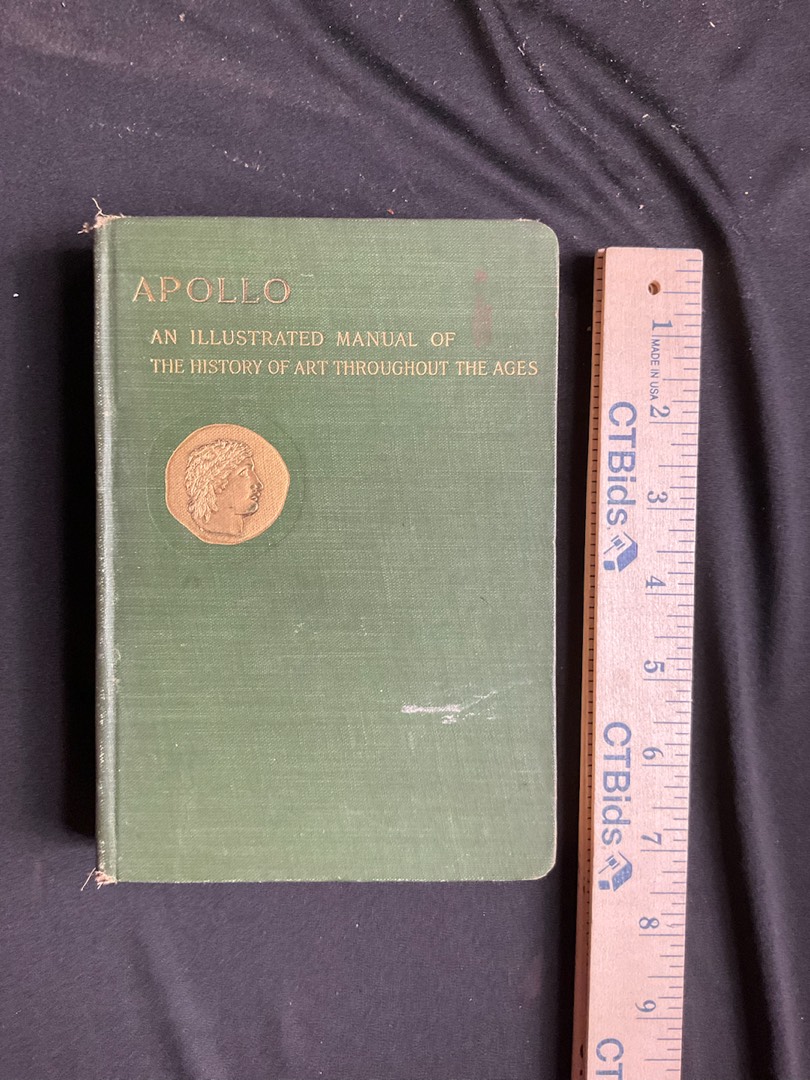 APOLLO
AN ILLUSTRATED MANUAL OF
THE HISTORY OF ART THROUGHOUT THE AGES
1
MADE IN USA
2
CTBids
3
4
5
6
CTBids
7
8
9
CT